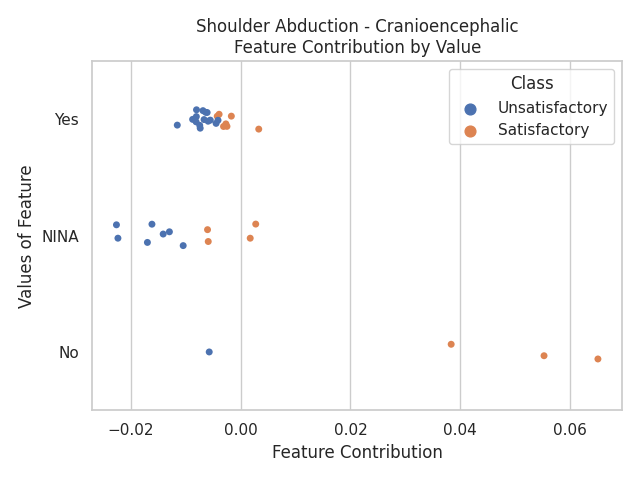 Shoulder Abduction - Cranioencephalic
Feature Contribution by Value
Class
Unsatisfactory
Satisfactory
Values of Feature
Yes
NINA
No
−0.02
0.00
0.02
0.04
0.06
Feature Contribution